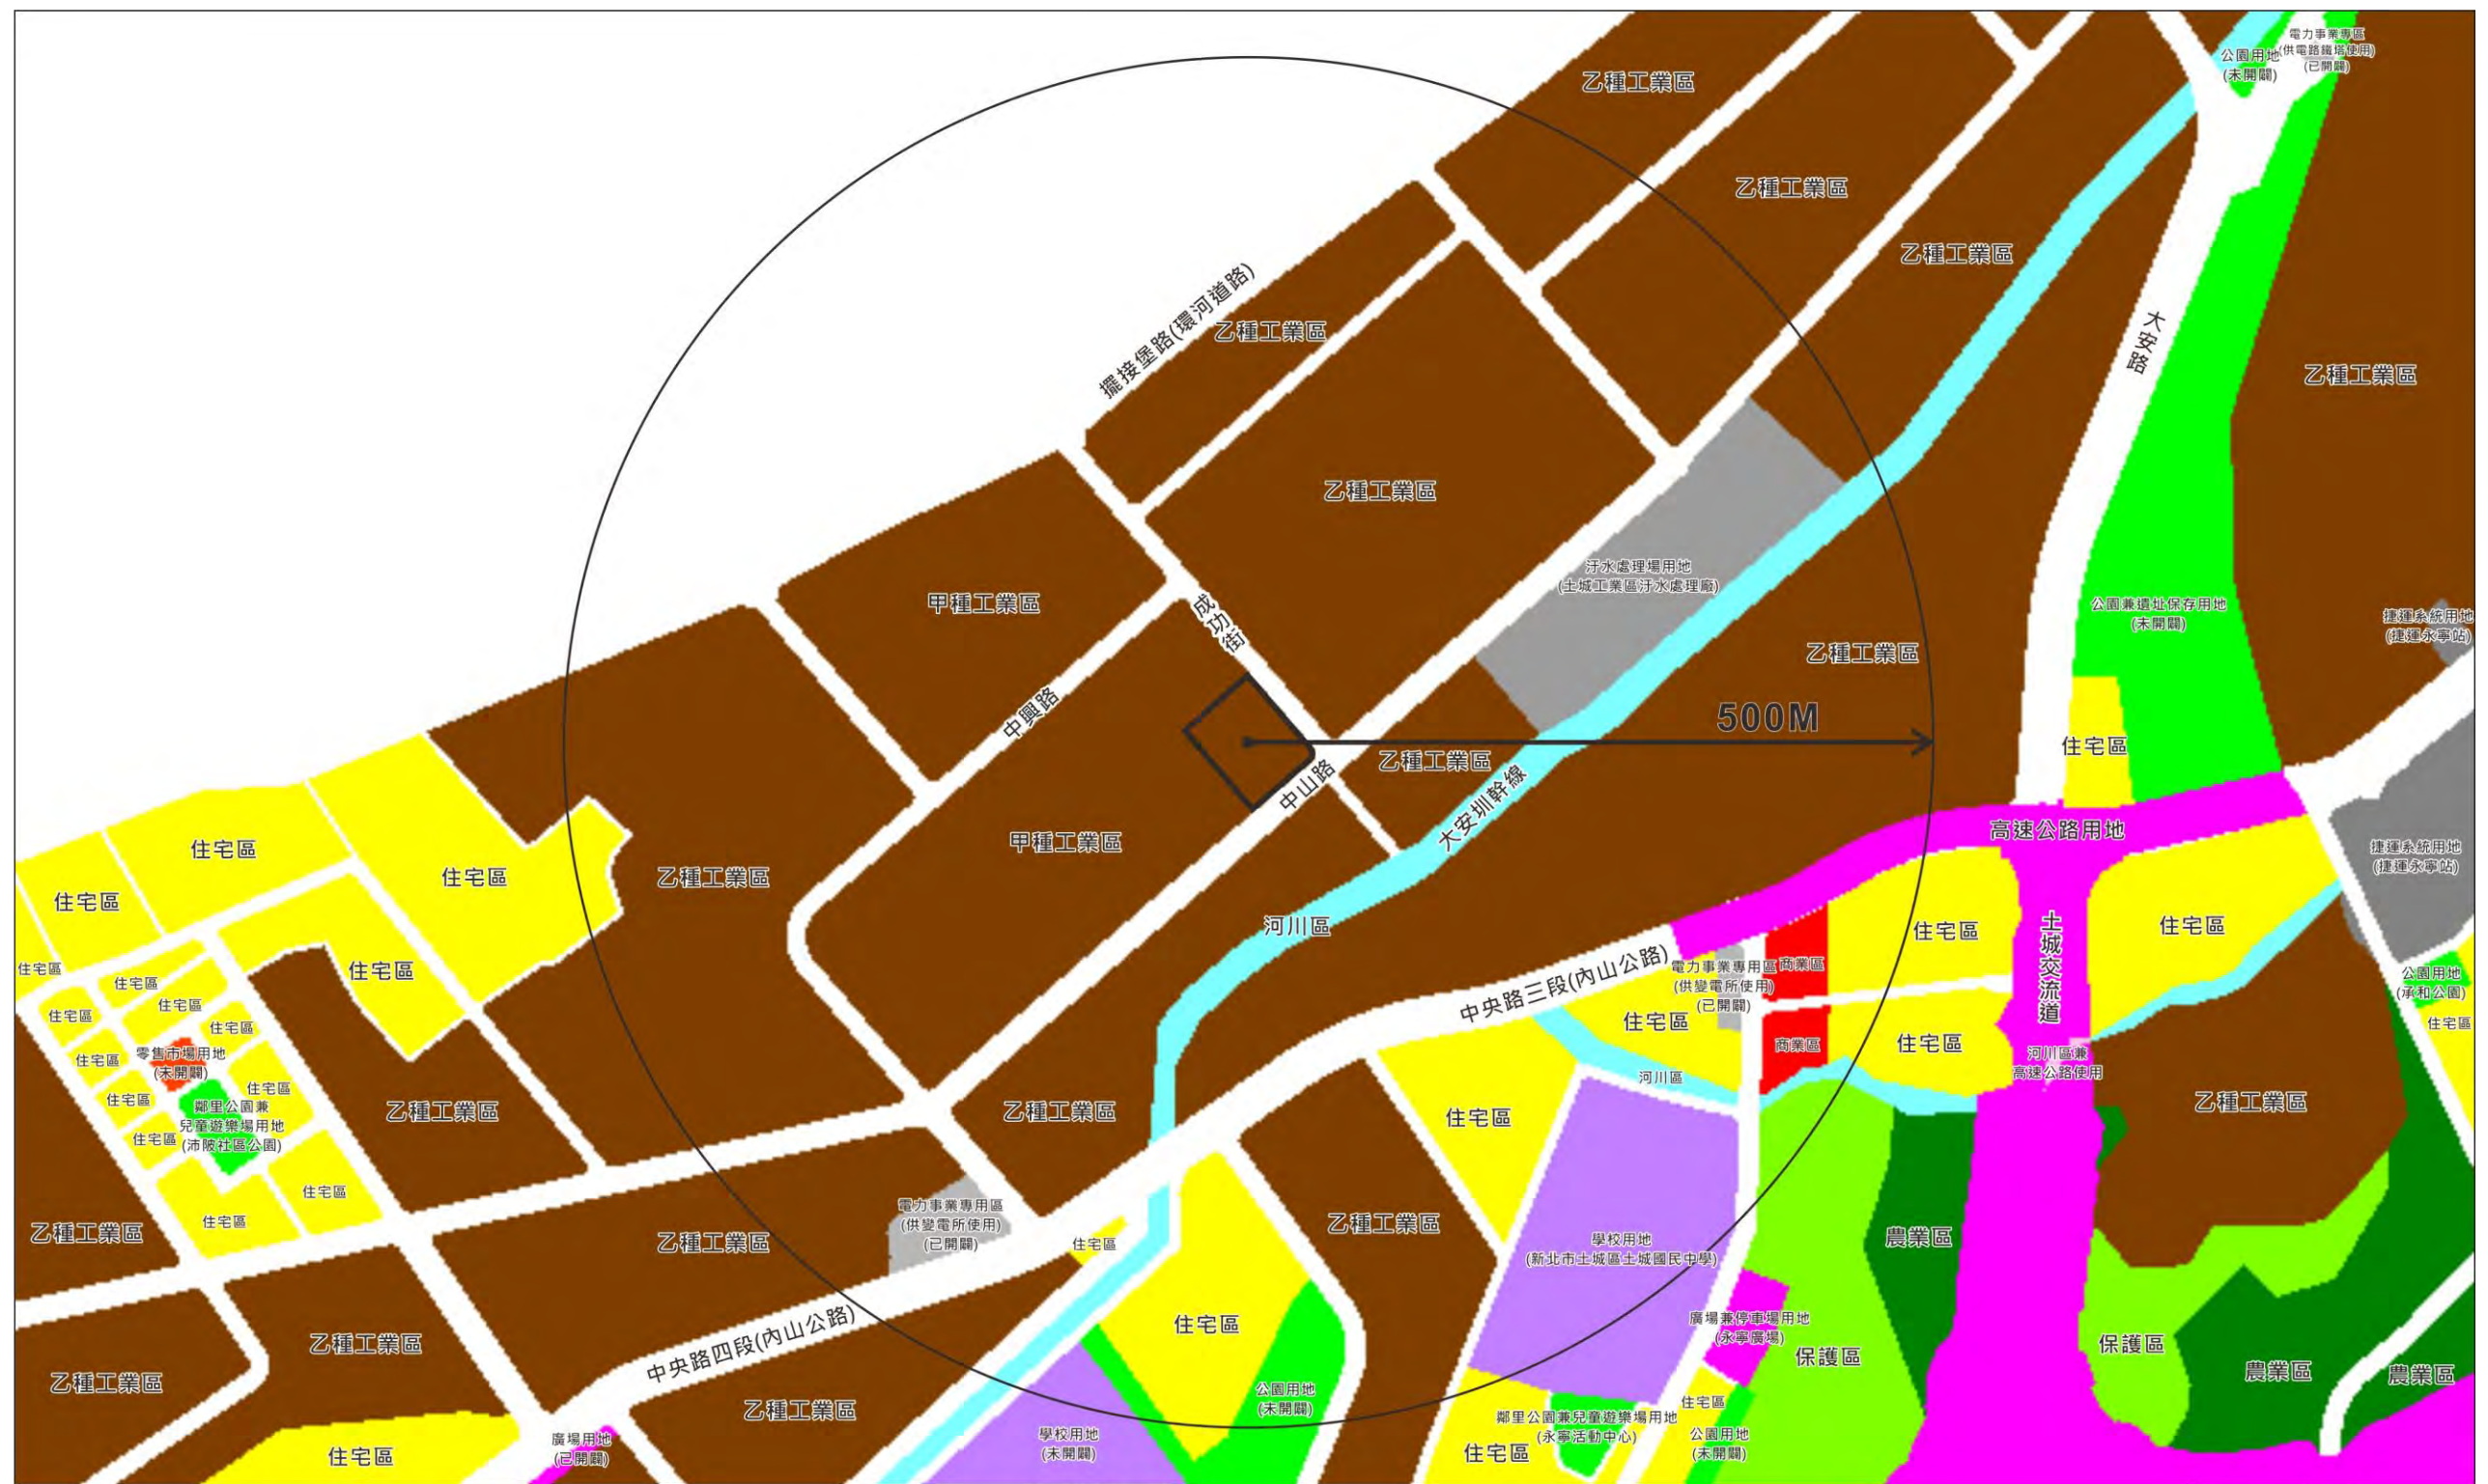 電力事業專區
(供電路鐵塔使用)
(已開闢)
公園用地
(未開闢)
乙種工業區
乙種工業區
乙種工業區
擺接堡路(環河道路)
乙種工業區
大安路
乙種工業區
乙種工業區
汙水處理場用地
(土城工業區汙水處理廠)
甲種工業區
成功街
公園兼遺址保存用地
(未開闢)
捷運系統用地
(捷運永寧站)
乙種工業區
中興路
500M
住宅區
乙種工業區
中山路
大安圳幹線
高速公路用地
甲種工業區
住宅區
住宅區
乙種工業區
捷運系統用地
(捷運永寧站)
住宅區
河川區
住宅區
土城交流道
住宅區
住宅區
住宅區
中央路三段(內山公路)
電力事業專用區
(供變電所使用)
(已開闢)
商業區
公園用地
(承和公園)
住宅區
住宅區
住宅區
住宅區
住宅區
商業區
住宅區
住宅區
住宅區
零售市場用地
(未開闢)
河川區
河川區兼
高速公路使用
住宅區
住宅區
鄰里公園兼
兒童遊樂場用地
(沛陂社區公園)
乙種工業區
乙種工業區
住宅區
乙種工業區
住宅區
住宅區
住宅區
乙種工業區
乙種工業區
電力事業專用區
(供變電所使用)
(已開闢)
住宅區
乙種工業區
學校用地
(新北市土城區土城國民中學)
農業區
乙種工業區
中央路四段(內山公路)
住宅區
廣場兼停車場用地
(永寧廣場)
保護區
保護區
農業區
農業區
乙種工業區
乙種工業區
公園用地
(未開闢)
住宅區
鄰里公園兼兒童遊樂場用地
(永寧活動中心)
住宅區
廣場用地
(已開闢)
學校用地
(未開闢)
住宅區
公園用地
(未開闢)